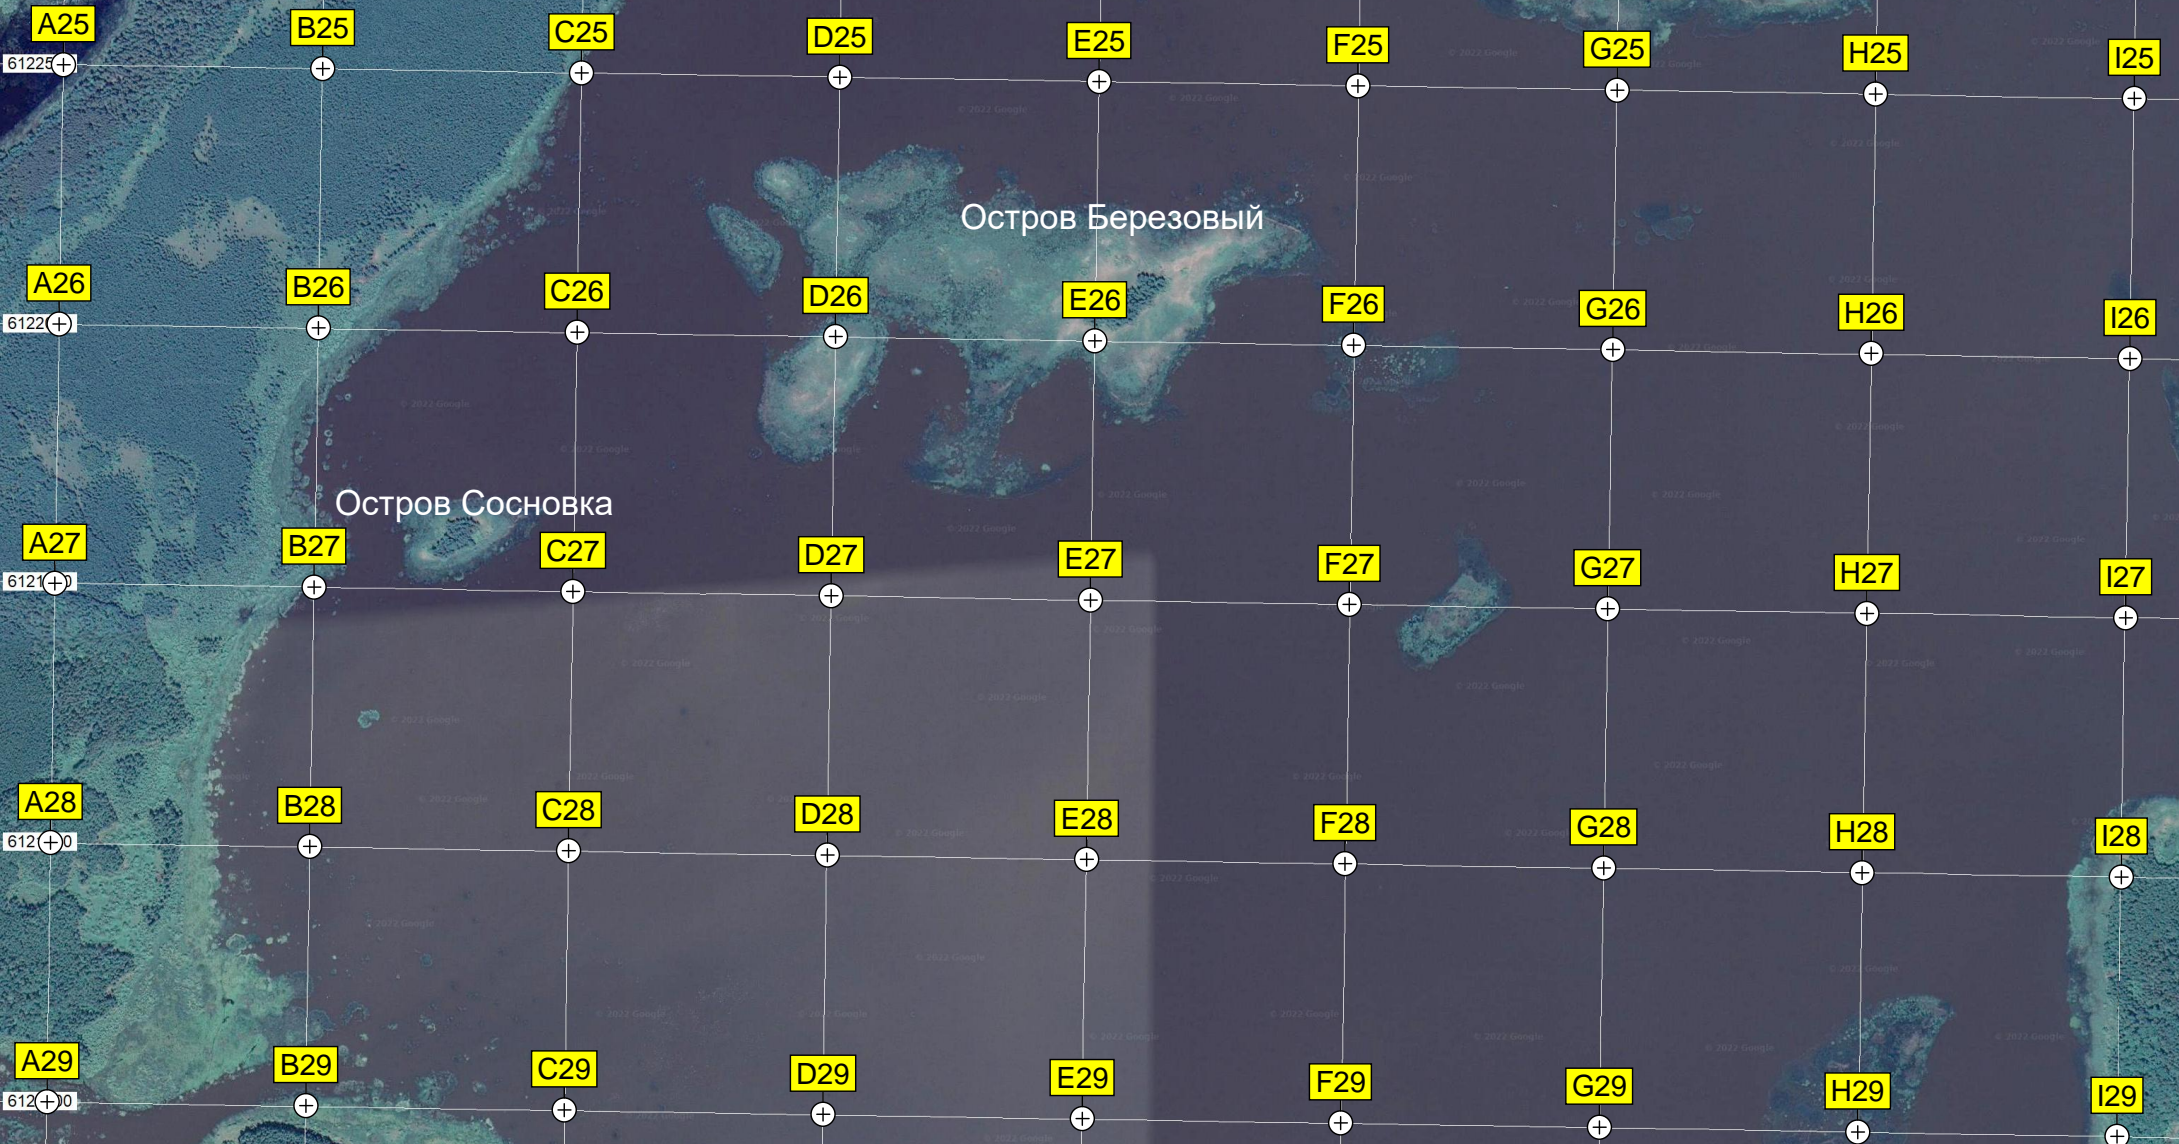 A25 B25 C25 D25 E25 F25 G25 H25 I25
61225
© 2022 Google
Остров Березовый
A26 B26 C26 D26 E26 F26 G26 H26 I26
6122
Остров Сосновка
A27 B27 C27 D27 E27 F27 G27 H27 I27
A28 B28 C28 D28 E28 F28 G28 H28 I28
A29 B29 C29 D29 E29 F29 G29 H29 I29